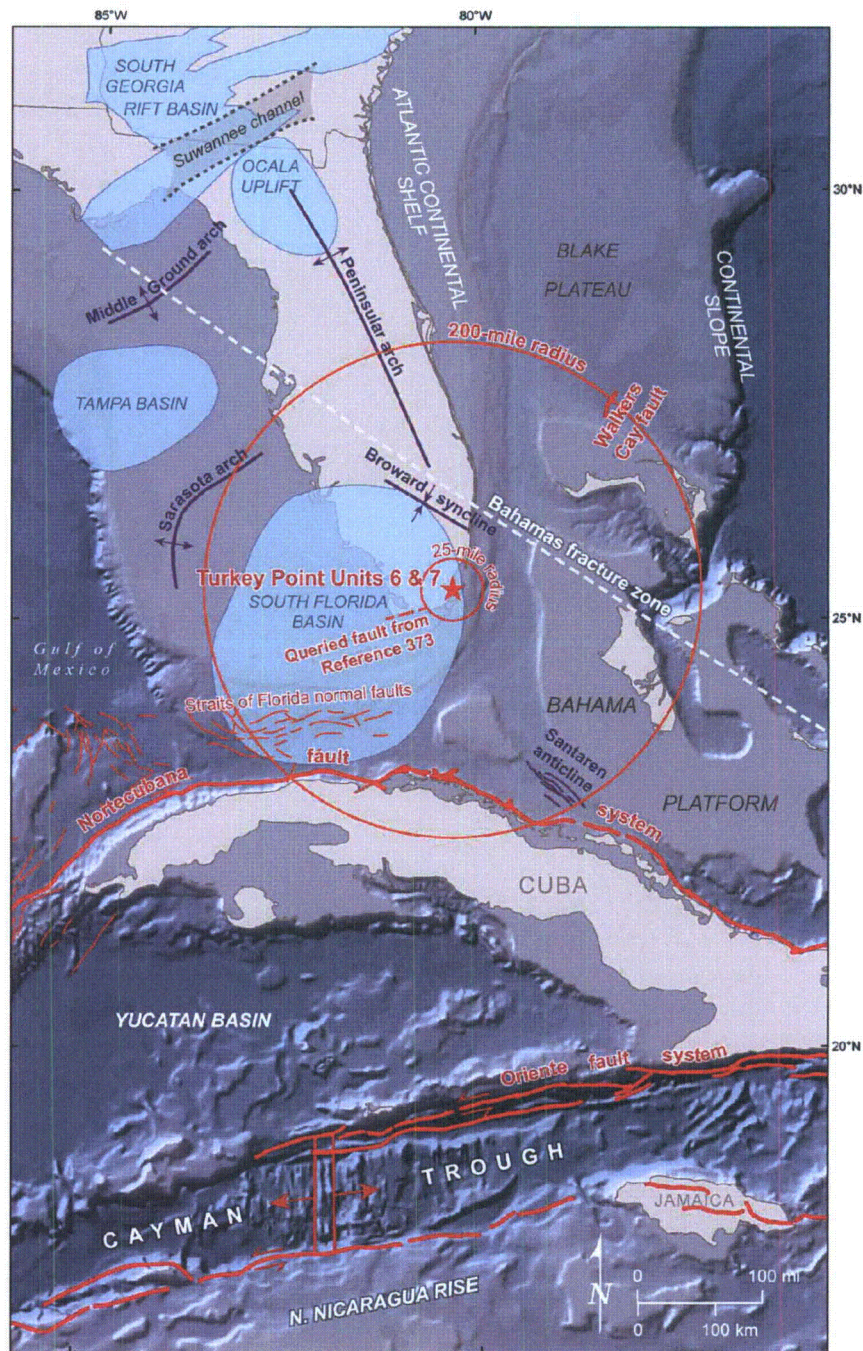 85°W
80°W
SOUTH
GEORGIA
RIFT BASIN
Suwannee channel
OCALA
UPLIFT
ATLANTIC CONTINENTAL
SHELF
30°N
BLAKE
PLATEAU
CONTINENTAL
SLOPE
Middle Ground arch
Peninsular arch
200-mile radius
Walkers
Cay fault
TAMPA BASIN
Sarasota arch
Broward syncline
Bahamas fracture zone
25-mile radius
Turkey Point Units 6 & 7
SOUTH FLORIDA
BASIN
25°N
Queried fault from
Reference 373
Gulf of
Mexico
Straits of Florida normal faults
BAHAMA
PLATFORM
Santaren
anticline
Nortecubana
fault
system
CUBA
YUCATAN BASIN
20°N
Oriente fault system
CAYMAN TROUGH
JAMAICA
N. NICARAGUA RISE
N
0 100 mi
0 100 km